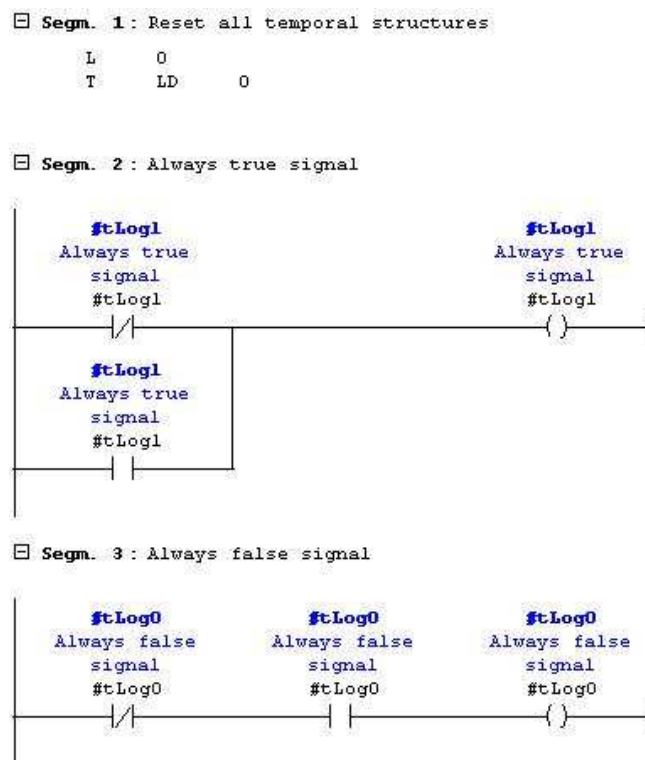 Segm. 1 : Reset all temporal structures
L 0
T LD 0
Segm. 2 : Always true signal
#tLog1 #tLog1
Always true Always true
signal signal
#tLog1 #tLog1
#tLog1
Always true
signal
#tLog1
Segm. 3 : Always false signal
#tLog0 #tLog0 #tLog0
Always false Always false Always false
signal signal signal
#tLog0 #tLog0 #tLog0